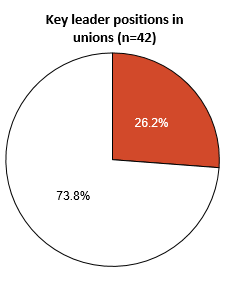 Key leader positions in
unions (n=42)
26.2%
73.8%